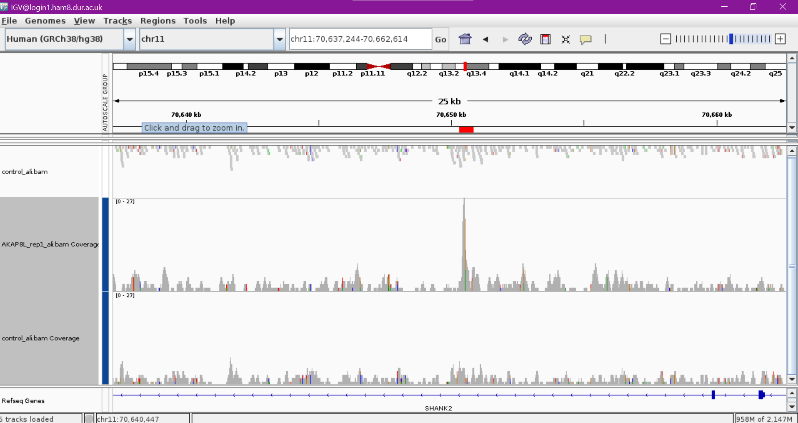 IGV@login1.ham8.dur.ac.uk
File Genomes View Tracks Regions Tools Help
Human (GRCh38/hg38) chr11 chr11:70,637,244-70,662,614 Go
p15.4 p15.3 p15.1 p14.2 p13 p12 p11.2 p11.11 q12.2 q13.2 q13.4 q14.1 q14.2 q21 q22.2 q23.1 q23.3 q24.2 q25
AUTOSCALE GROUP
25 kb
70,640 kb 70,650 kb 70,660 kb
Click and drag to zoom in.
control_ali.bam
[0 - 27]
AKAP8L_rep1_ali.bam Coverage
[0 - 27]
control_ali.bam Coverage
Refseq Genes
SHANK2
tracks loaded chr11:70,640,447 958M of 2,147M